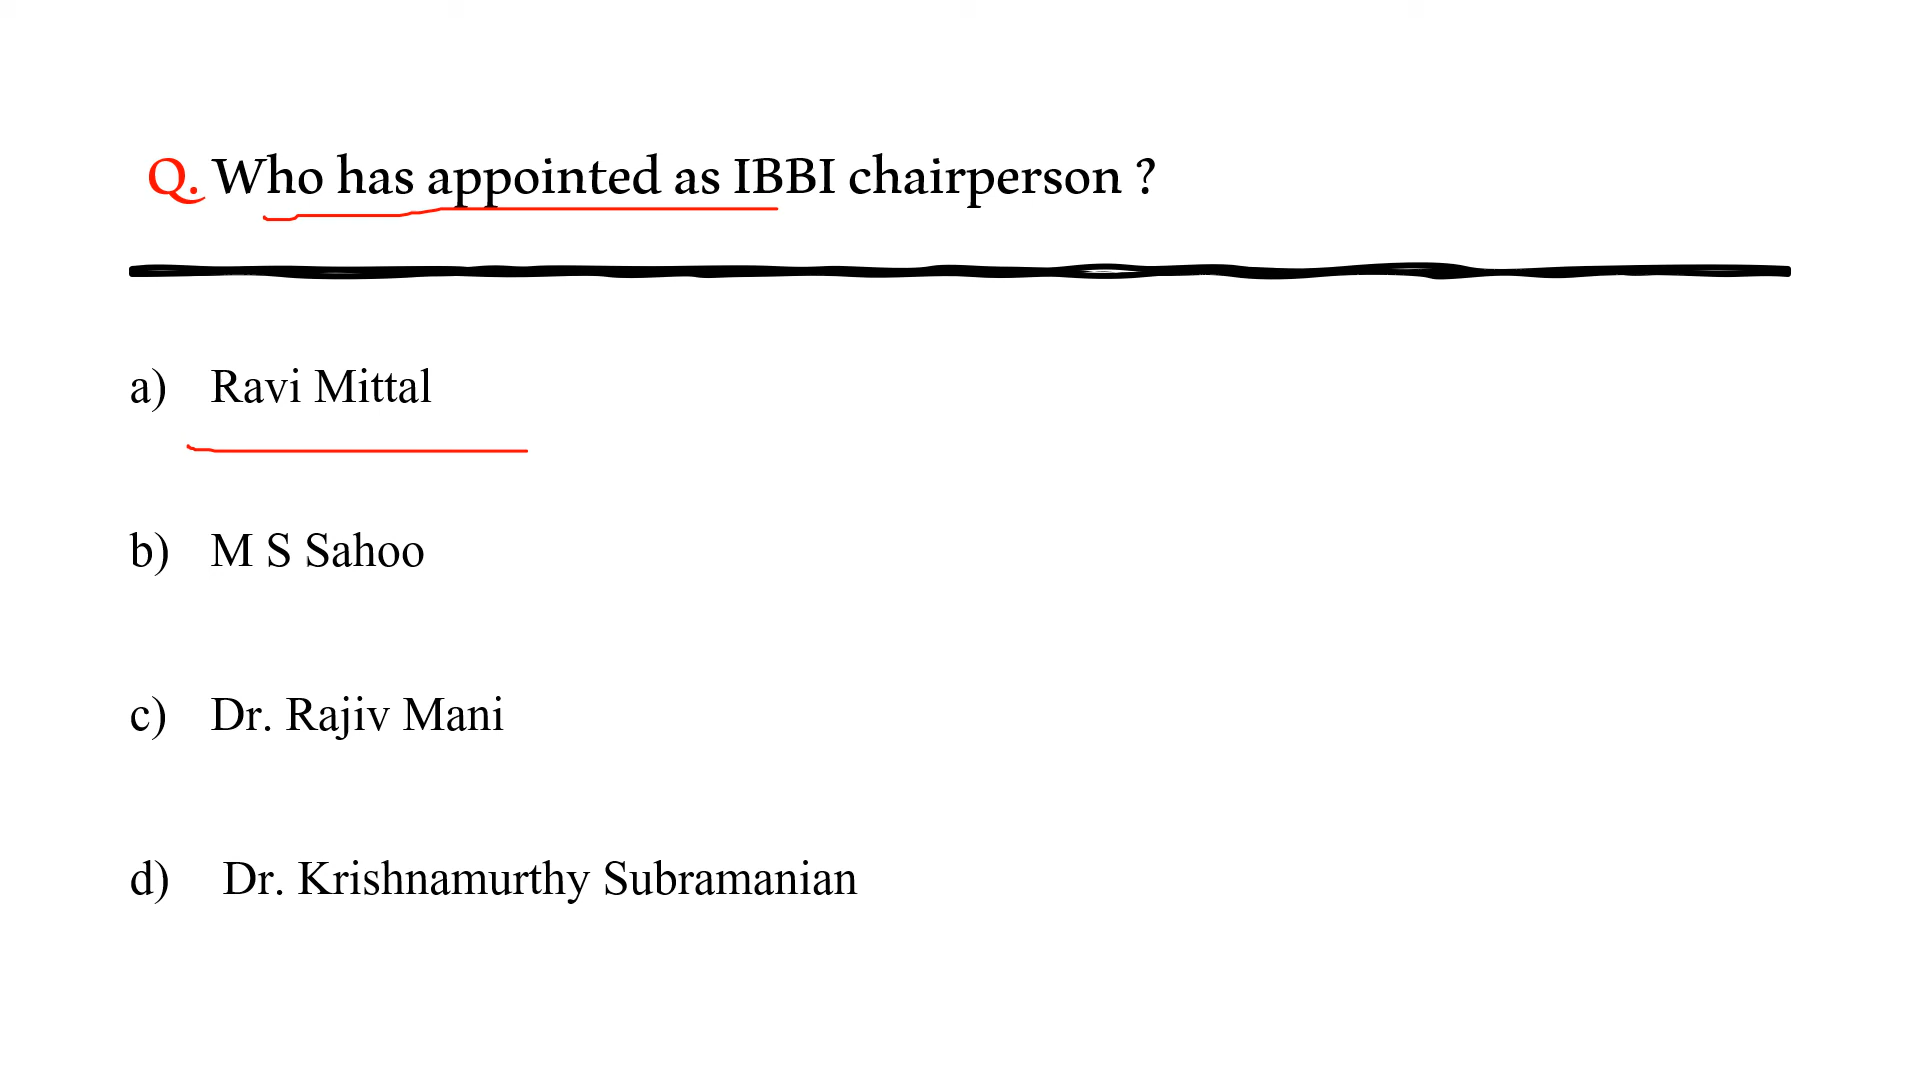 Q. Who has appointed as IBBI chairperson ?
a) Ravi Mittal
b) M S Sahoo
c) Dr. Rajiv Mani
d) Dr. Krishnamurthy Subramanian